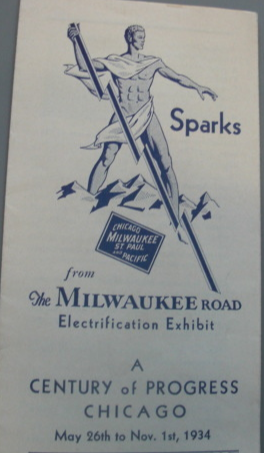 Sparks
CHICAGO
MILWAUKEE
ST PAUL
AND PACIFIC
from
The MILWAUKEE ROAD
Electrification Exhibit
A
CENTURY of PROGRESS
CHICAGO
May 26th to Nov. 1st, 1934